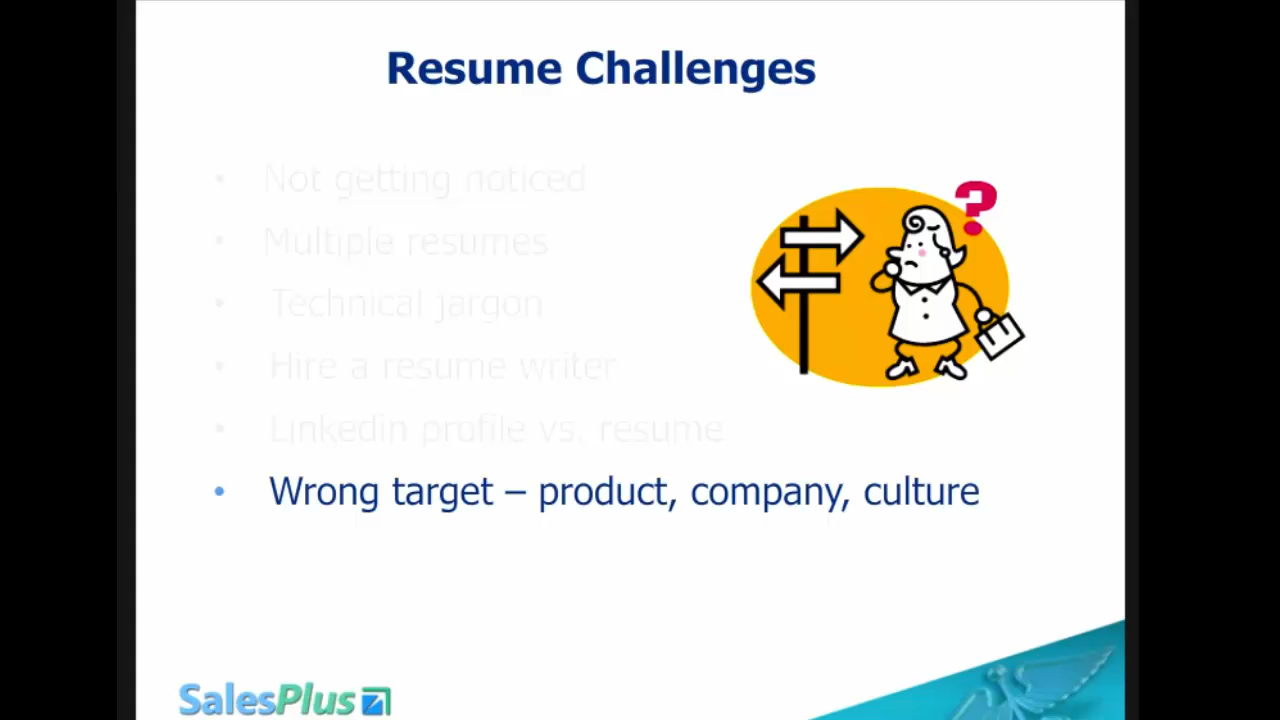 Resume Challenges
• Not getting noticed
• Multiple resumes
• Technical jargon
• Hire a resume writer
• Linkedin profile vs. resume
• Wrong target – product, company, culture
?
SalesPlus